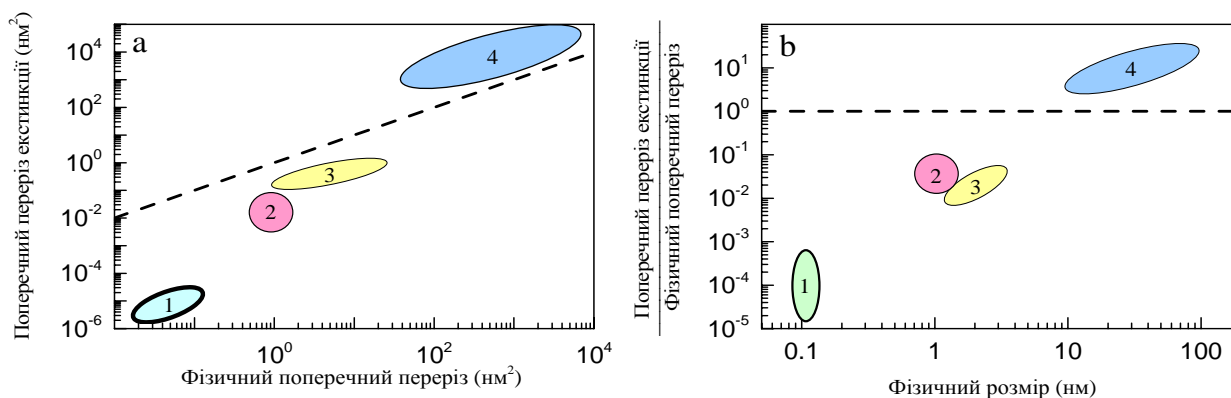 a
Поперечний переріз екстинкції (нм²)
10⁴
10²
10⁰
10⁻²
10⁻⁴
10⁻⁶
4
3
2
1
10⁰ 10² 10⁴
Фізичний поперечний переріз (нм²)
b
Поперечний переріз екстинкції
Фізичний поперечний переріз
10¹
10⁰
10⁻¹
10⁻²
10⁻³
10⁻⁴
10⁻⁵
4
2
3
1
0.1 1 10 100
Фізичний розмір (нм)